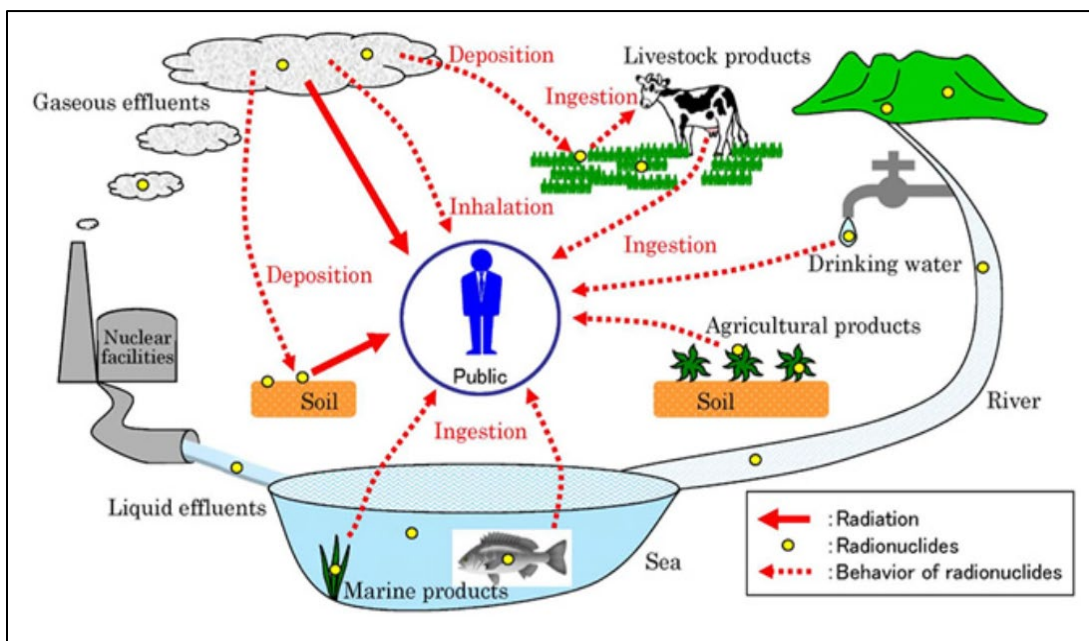 Deposition
Livestock products
Gaseous effluents
Ingestion
Inhalation
Ingestion
Drinking water
Deposition
Agricultural products
Nuclear
facilities
Public
Soil
Soil
River
Ingestion
Liquid effluents
Sea
Marine products
:Radiation
:Radionuclides
:Behavior of radionuclides